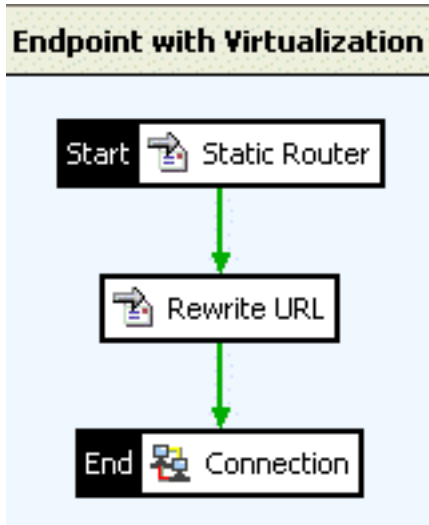 Endpoint with Virtualization
Start Static Router
Rewrite URL
End Connection